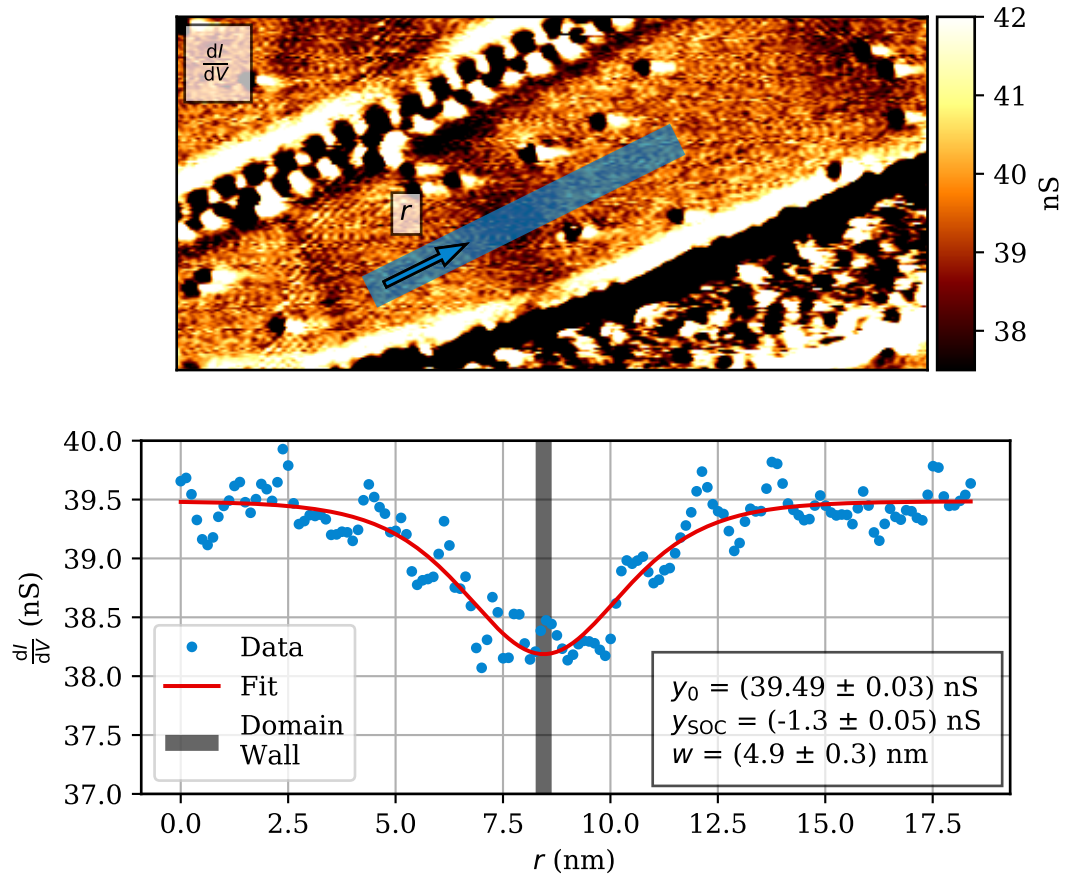 dI
dV
r
42
41
40
39
38
nS
40.0
39.5
39.0
38.5
38.0
37.5
37.0
dI
dV (nS)
Data
Fit
Domain
Wall
y0 = (39.49 ± 0.03) nS
ySOC = (-1.3 ± 0.05) nS
w = (4.9 ± 0.3) nm
0.0 2.5 5.0 7.5 10.0 12.5 15.0 17.5
r (nm)